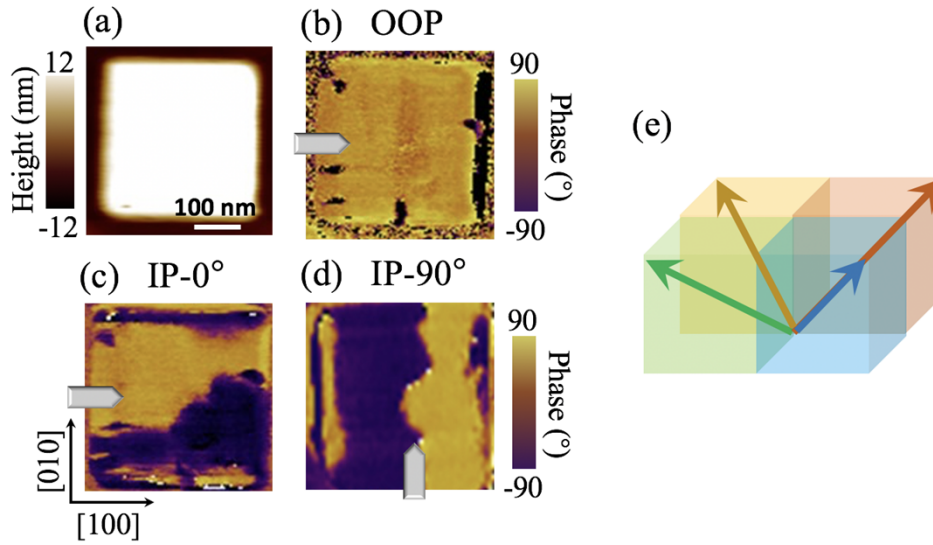 (a)
12
Height (nm)
-12
100 nm
(b) OOP
90
Phase (°)
-90
(c) IP-0°
[010]
[100]
(d) IP-90°
90
Phase (°)
-90
(e)